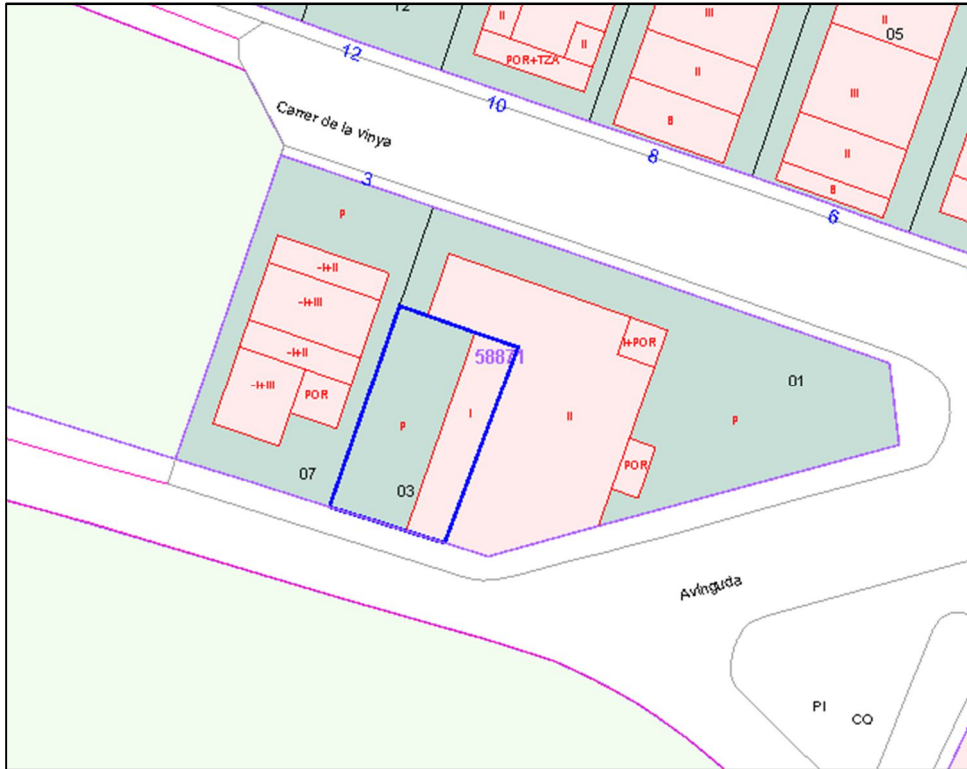 12
II
II
POR+TZA
III
II
B
II
05
III
II
B
12
10
8
6
Carrer de la Vinya
3
P
-I+II
-I+III
-I+II
-I+III
POR
07
58871
I
P
03
II
I+POR
POR
01
P
Avinguda
PI
CO